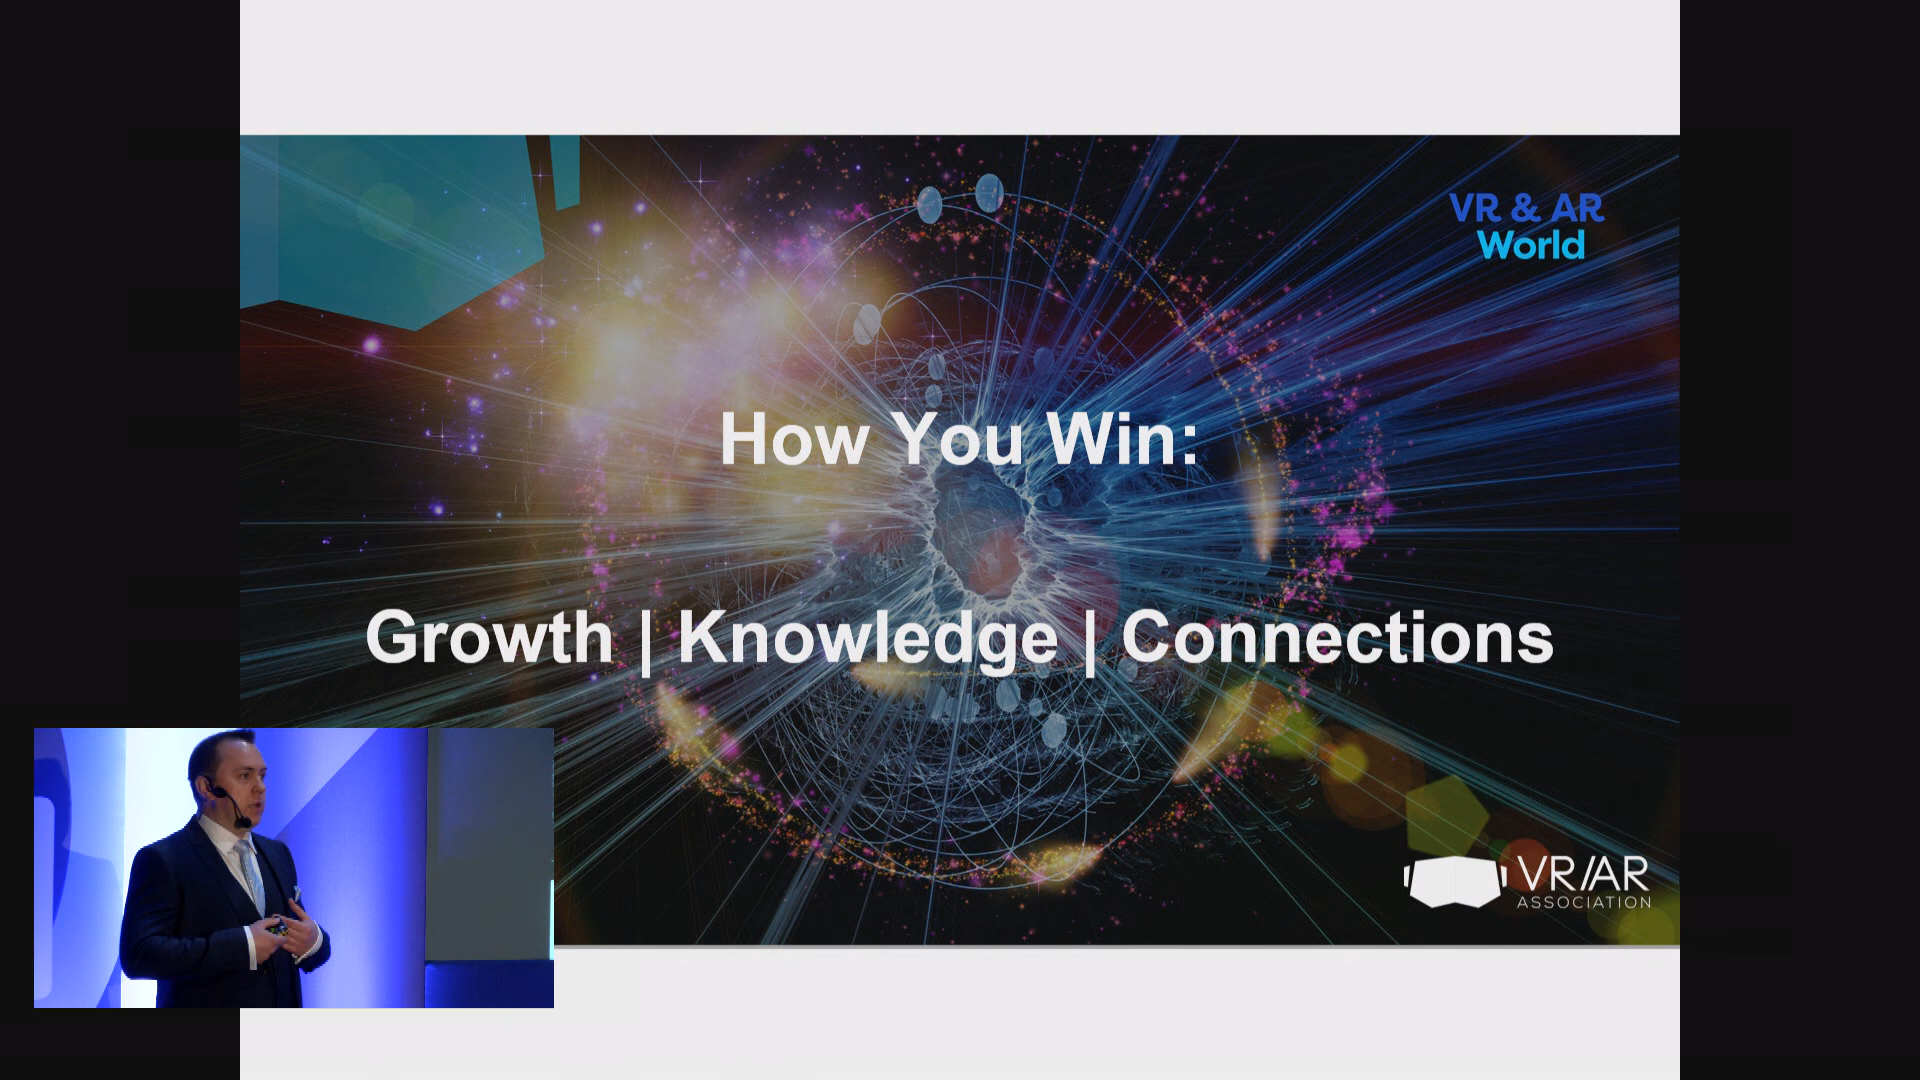 VR & AR
World
How You Win:
Growth | Knowledge | Connections
VR/AR
ASSOCIATION